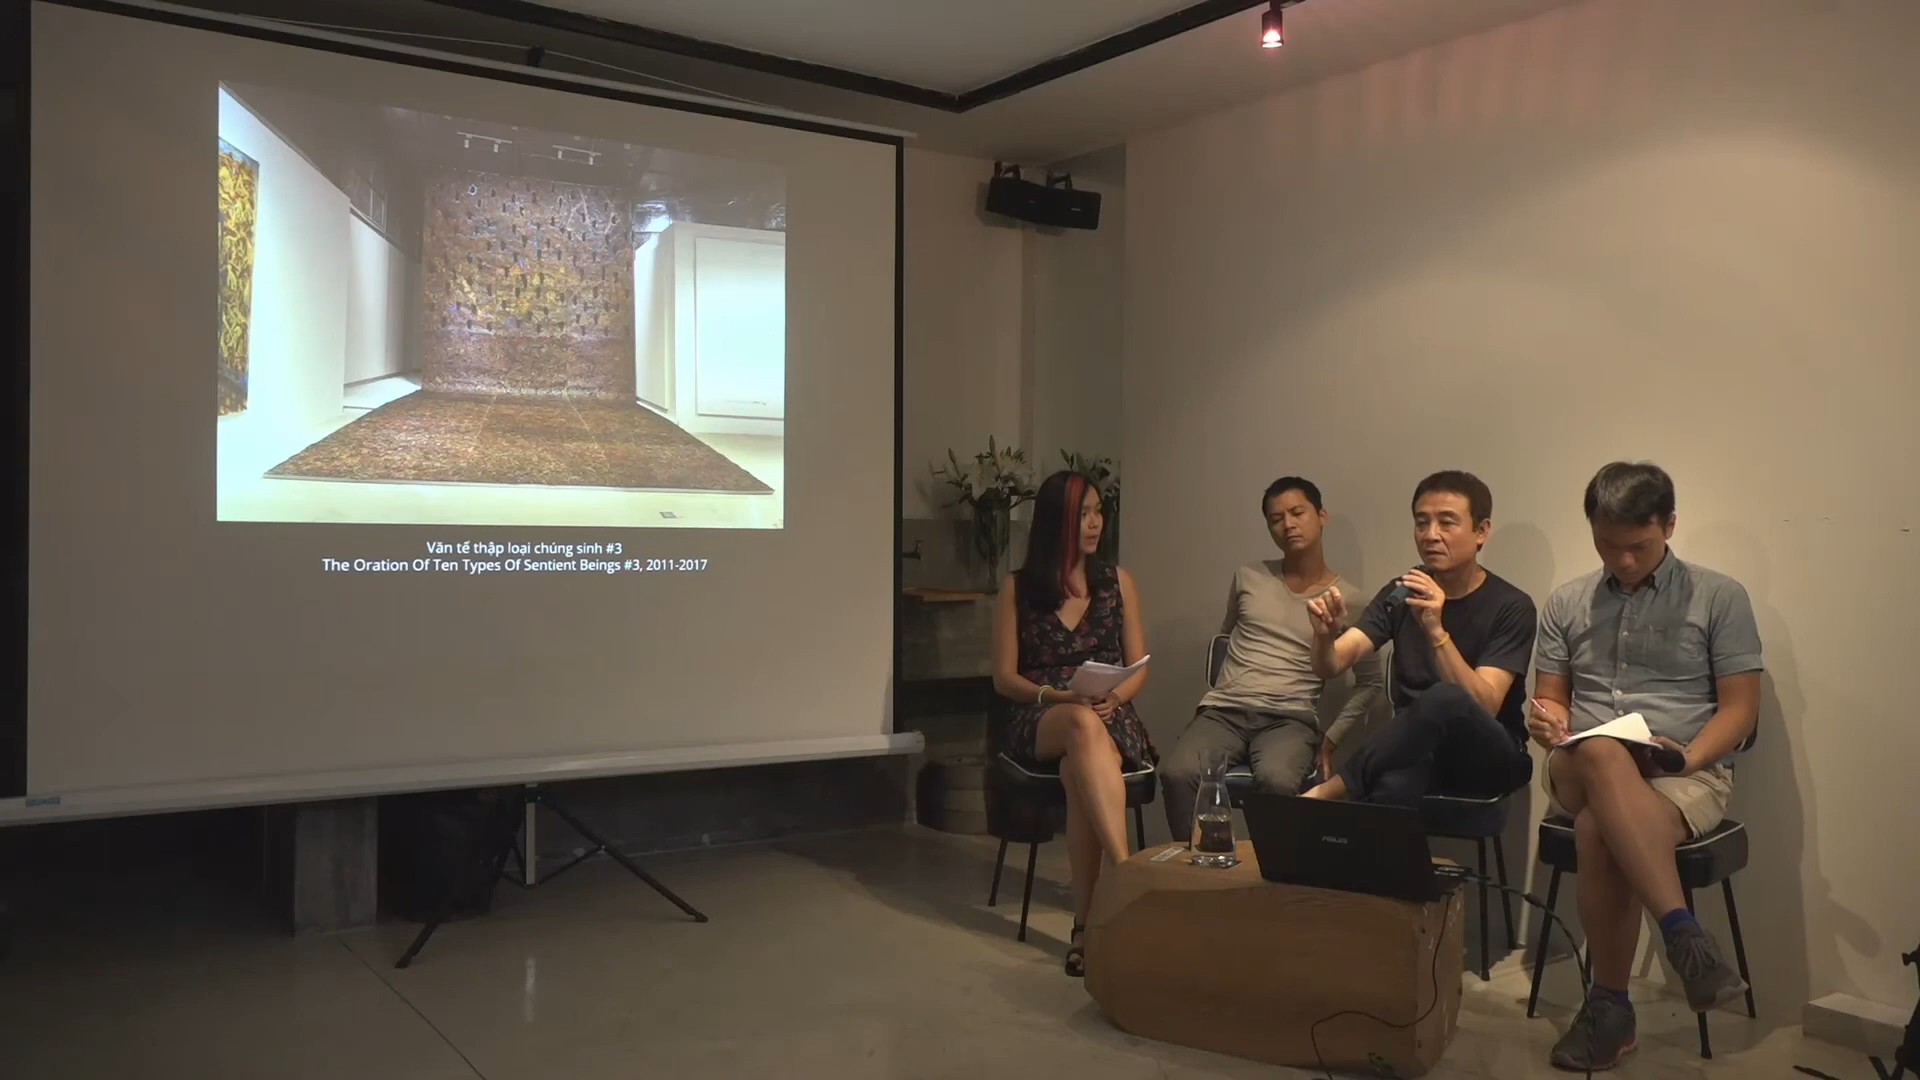 Văn tế thập loại chúng sinh #3
The Oration Of Ten Types Of Sentient Beings #3, 2011-2017
ASUS